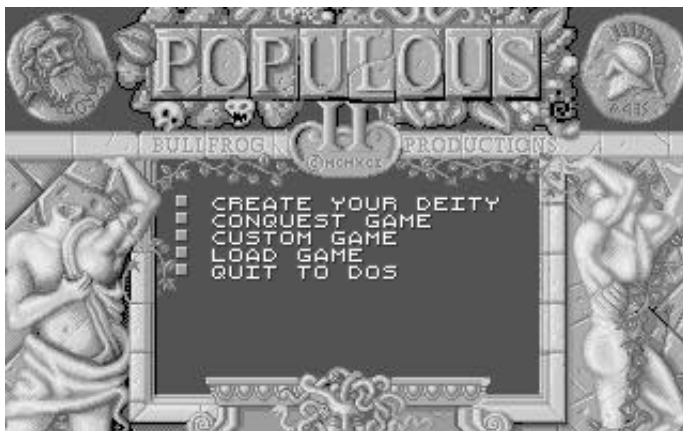 POPULOUS
II
BULLFROG PRODUCTIONS
©MCMXCI
CREATE YOUR DEITY
CONQUEST GAME
CUSTOM GAME
LOAD GAME
QUIT TO DOS